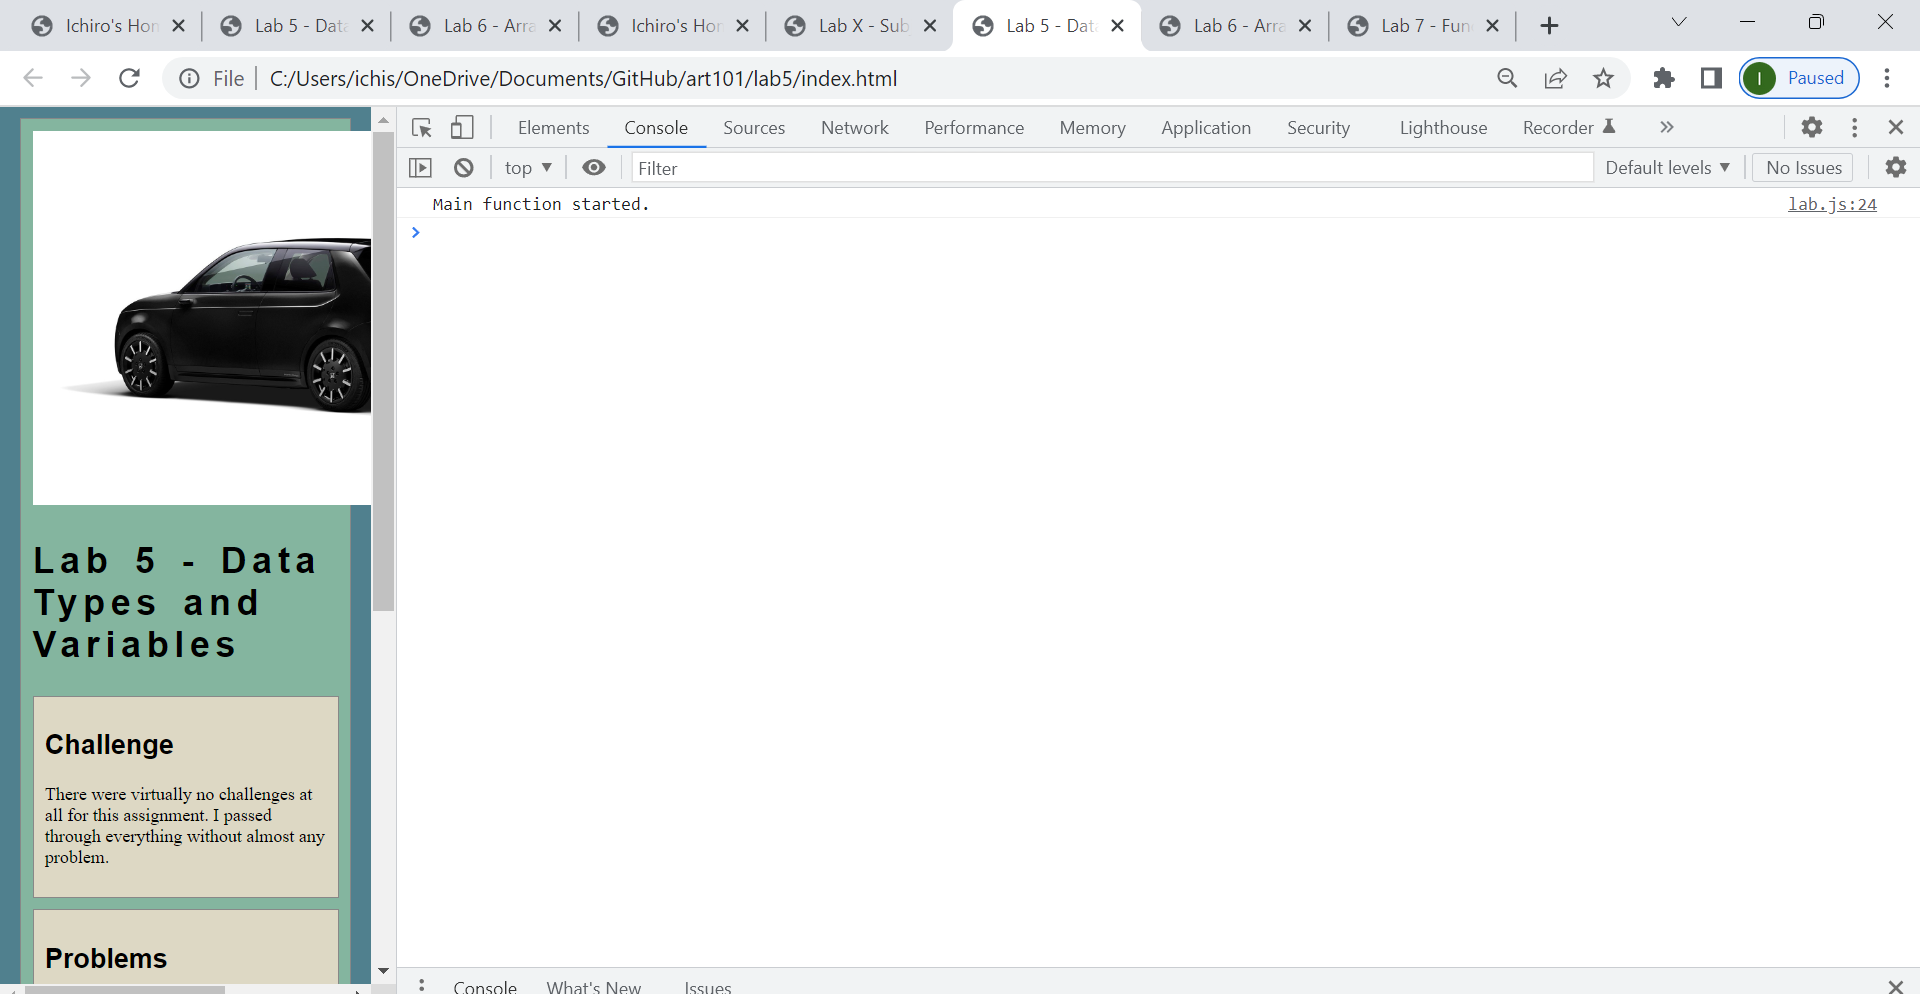 Ichiro's Hon
Lab 5 - Data
Lab 6 - Arra
Ichiro's Hon
Lab X - Sub
Lab 5 - Data
Lab 6 - Arra
Lab 7 - Fun
File
C:/Users/ichis/OneDrive/Documents/GitHub/art101/lab5/index.html
I
Paused
Elements
Console
Sources
Network
Performance
Memory
Application
Security
Lighthouse
Recorder
top
Filter
Default levels
No Issues
Main function started.
lab.js:24
Lab 5 - Data
Types and
Variables
Challenge
There were virtually no challenges at
all for this assignment. I passed
through everything without almost any
problem.
Problems
Console
What's New
Issues